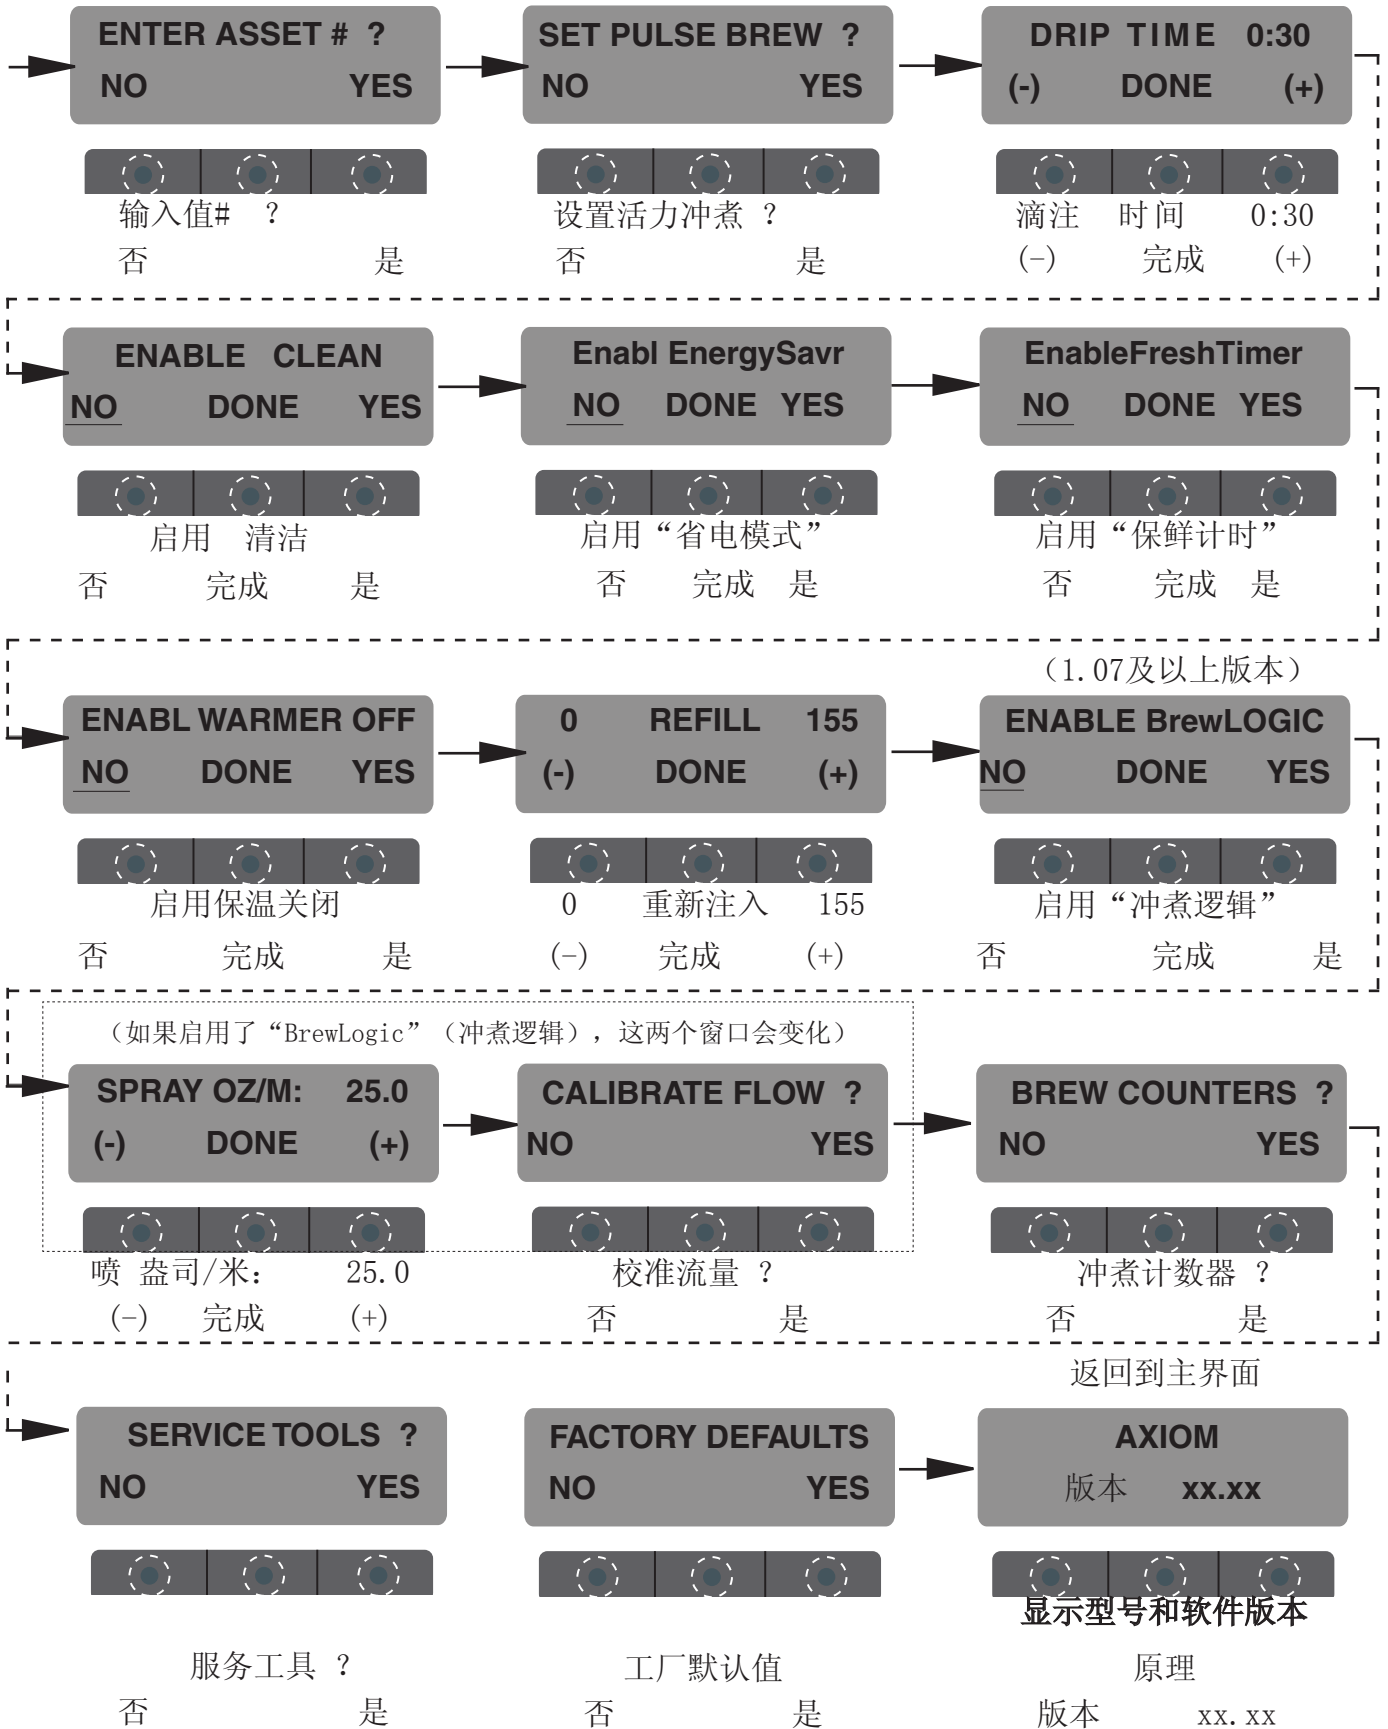 ENTER ASSET # ?
NO YES
SET PULSE BREW ?
NO YES
DRIP TIME 0:30
(-) DONE (+)
输入值# ?
否 是
设置活力冲煮 ?
否 是
滴注 时间 0:30
(-) 完成 (+)
ENABLE CLEAN
NO DONE YES
Enabl EnergySavr
NO DONE YES
EnableFreshTimer
NO DONE YES
启用 清洁
否 完成 是
启用“省电模式”
否 完成 是
启用“保鲜计时”
否 完成 是
（1.07及以上版本）
ENABL WARMER OFF
NO DONE YES
0 REFILL 155
(-) DONE (+)
ENABLE BrewLOGIC
NO DONE YES
启用保温关闭
否 完成 是
0 重新注入 155
(-) 完成 (+)
启用“冲煮逻辑”
否 完成 是
（如果启用了“BrewLogic”（冲煮逻辑），这两个窗口会变化）
SPRAY OZ/M: 25.0
(-) DONE (+)
CALIBRATE FLOW ?
NO YES
BREW COUNTERS ?
NO YES
喷 盎司/米： 25.0
(-) 完成 (+)
校准流量 ?
否 是
冲煮计数器 ?
否 是
返回到主界面
SERVICE TOOLS ?
NO YES
FACTORY DEFAULTS
NO YES
AXIOM
版本 xx.xx
显示型号和软件版本
服务工具 ?
否 是
工厂默认值
否 是
原理
版本 xx.xx